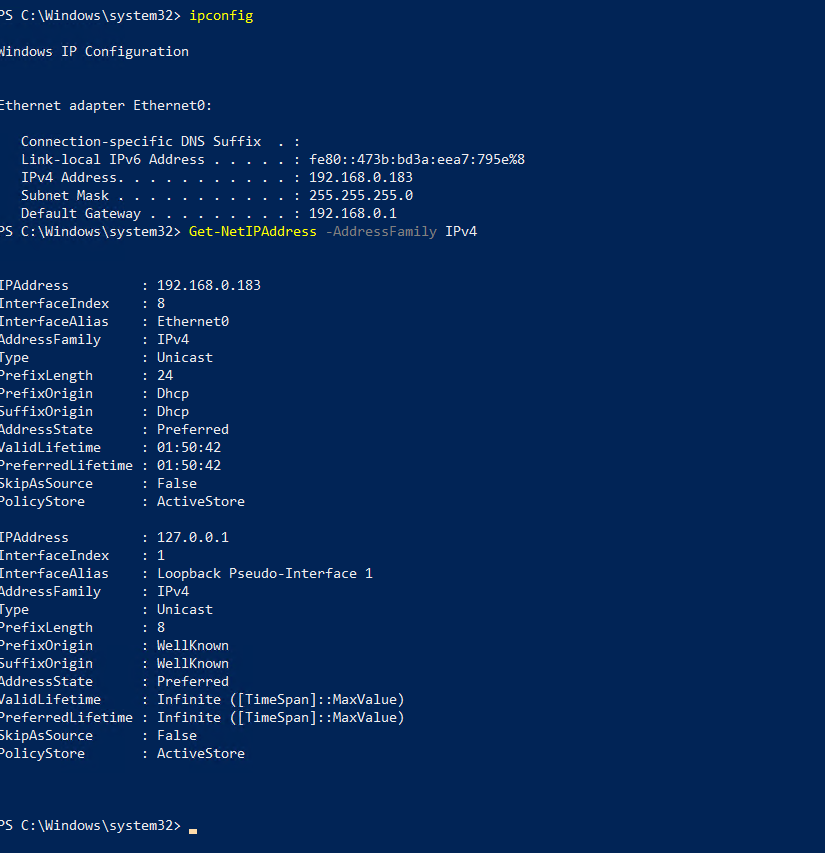 PS C:\Windows\system32> ipconfig
Windows IP Configuration
Ethernet adapter Ethernet0:
Connection-specific DNS Suffix  . :
Link-local IPv6 Address . . . . . : fe80::473b:bd3a:eea7:795e%8
IPv4 Address. . . . . . . . . . . : 192.168.0.183
Subnet Mask . . . . . . . . . . . : 255.255.255.0
Default Gateway . . . . . . . . . : 192.168.0.1
PS C:\Windows\system32> Get-NetIPAddress -AddressFamily IPv4
IPAddress         : 192.168.0.183
InterfaceIndex    : 8
InterfaceAlias    : Ethernet0
AddressFamily     : IPv4
Type              : Unicast
PrefixLength      : 24
PrefixOrigin      : Dhcp
SuffixOrigin      : Dhcp
AddressState      : Preferred
ValidLifetime     : 01:50:42
PreferredLifetime : 01:50:42
SkipAsSource      : False
PolicyStore       : ActiveStore
IPAddress         : 127.0.0.1
InterfaceIndex    : 1
InterfaceAlias    : Loopback Pseudo-Interface 1
AddressFamily     : IPv4
Type              : Unicast
PrefixLength      : 8
PrefixOrigin      : WellKnown
SuffixOrigin      : WellKnown
AddressState      : Preferred
ValidLifetime     : Infinite ([TimeSpan]::MaxValue)
PreferredLifetime : Infinite ([TimeSpan]::MaxValue)
SkipAsSource      : False
PolicyStore       : ActiveStore
PS C:\Windows\system32>